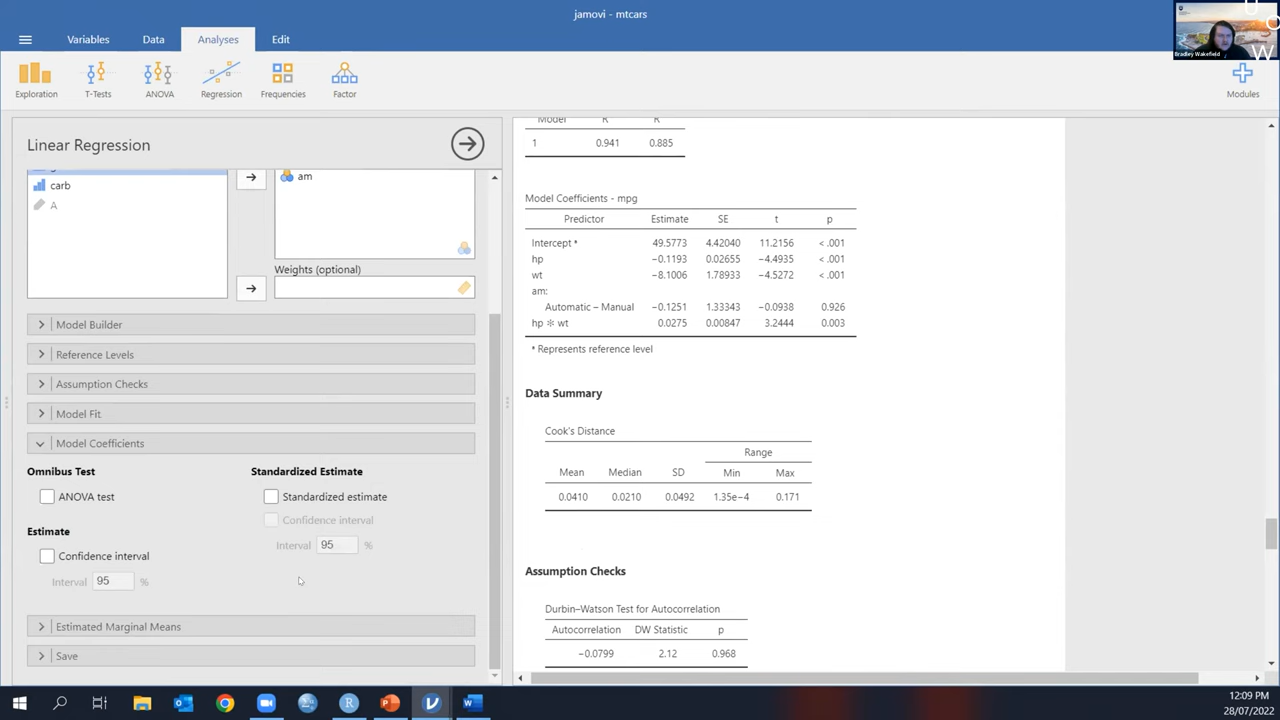 jamovi - mtcars
Variables
Data
Analyses
Edit
Bradley Wakefield
Exploration
T-Tests
ANOVA
Regression
Frequencies
Factor
Modules
Linear Regression
carb
A
am
Weights (optional)
Model Builder
Reference Levels
Assumption Checks
Model Fit
Model Coefficients
Omnibus Test
ANOVA test
Estimate
Confidence interval
Interval 95 %
Standardized Estimate
Standardized estimate
Confidence interval
Interval 95 %
Estimated Marginal Means
Save
Model R R
1 0.941 0.885
Model Coefficients - mpg
Predictor Estimate SE t p
Intercept * 49.5773 4.42040 11.2156 < .001
hp −0.1193 0.02655 −4.4935 < .001
wt −8.1006 1.78933 −4.5272 < .001
am:
Automatic – Manual −0.1251 1.33343 −0.0938 0.926
hp ✻ wt 0.0275 0.00847 3.2444 0.003
* Represents reference level
Data Summary
Cook's Distance
Range
Mean Median SD Min Max
0.0410 0.0210 0.0492 1.35e−4 0.171
Assumption Checks
Durbin–Watson Test for Autocorrelation
Autocorrelation DW Statistic p
−0.0799 2.12 0.968
12:09 PM
28/07/2022